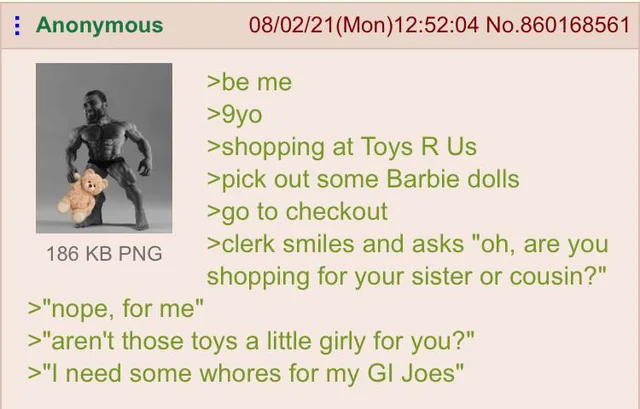 Anonymous 08/02/21(Mon)12:52:04 No.860168561
>be me
>9yo
>shopping at Toys R Us
>pick out some Barbie dolls
>go to checkout
>clerk smiles and asks "oh, are you
shopping for your sister or cousin?"
186 KB PNG
>"nope, for me"
>"aren't those toys a little girly for you?"
>"I need some whores for my GI Joes"